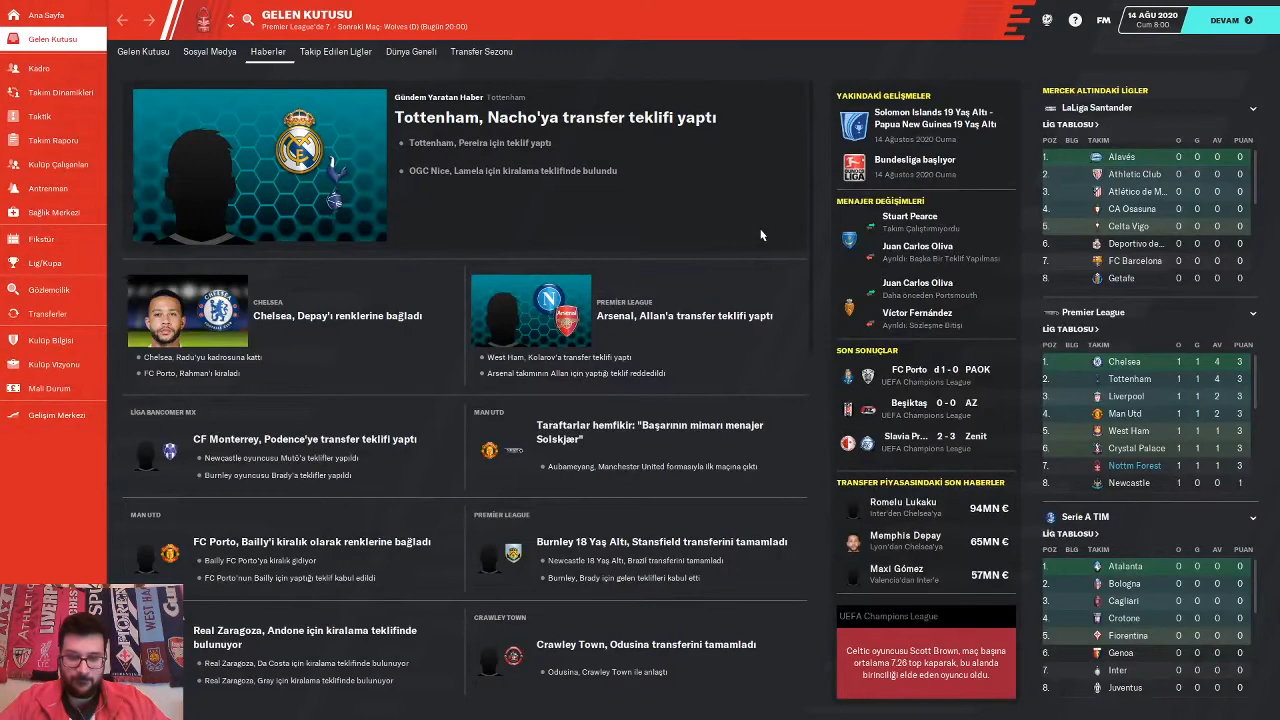 Ana Sayfa
Gelen Kutusu
Kadro
Takım Dinamikleri
Taktik
Takım Raporu
Kulüp Çalışanları
Antrenman
Sağlık Merkezi
Fikstür
Lig/Kupa
Gözlemcilik
Transferler
Kulüp Bilgisi
Kulüp Vizyonu
Mali Durum
Gelişim Merkezi
GELEN KUTUSU
Premier League'de 7. - Sonraki Maç: Wolves (D) (Bugün 20:00)
FM
14 AĞU 2020
Cum 8:00
DEVAM
Gelen Kutusu Sosyal Medya Haberler Takip Edilen Ligler Dünya Geneli Transfer Sezonu
Gündem Yaratan Haber Tottenham
Tottenham, Nacho'ya transfer teklifi yaptı
Tottenham, Pereira için teklif yaptı
OGC Nice, Lamela için kiralama teklifinde bulundu
CHELSEA
Chelsea, Depay'ı renklerine bağladı
Chelsea, Radu'yu kadrosuna kattı
FC Porto, Rahman'ı kiraladı
PREMİER LEAGUE
Arsenal, Allan'a transfer teklifi yaptı
West Ham, Kolarov'a transfer teklifi yaptı
Arsenal takımının Allan için yaptığı teklif reddedildi
LİGA BANCOMER MX
CF Monterrey, Podence'ye transfer teklifi yaptı
Newcastle oyuncusu Mutō'a teklifler yapıldı
Burnley oyuncusu Brady'a teklifler yapıldı
MAN UTD
Taraftarlar hemfikir: "Başarının mimarı menajer
Solskjær"
Aubameyang, Manchester United formasıyla ilk maçına çıktı
MAN UTD
FC Porto, Bailly'i kiralık olarak renklerine bağladı
Bailly FC Porto'ya kiralık gidiyor
FC Porto'nun Bailly için yaptığı teklif kabul edildi
PREMİER LEAGUE
Burnley 18 Yaş Altı, Stansfield transferini tamamladı
Newcastle 18 Yaş Altı, Brazil transferini tamamladı
Burnley, Brady için gelen teklifleri kabul etti
Real Zaragoza, Andone için kiralama teklifinde
bulunuyor
Real Zaragoza, Da Costa için kiralama teklifinde bulundu
Real Zaragoza, Gray için kiralama teklifinde bulunuyor
CRAWLEY TOWN
Crawley Town, Odusina transferini tamamladı
Odusina, Crawley Town ile anlaştı
YAKINDAKİ GELİŞMELER
Solomon Islands 19 Yaş Altı -
Papua New Guinea 19 Yaş Altı
14 Ağustos 2020 Cuma
Bundesliga başlıyor
14 Ağustos 2020 Cuma
MENAJER DEĞİŞİMLERİ
Stuart Pearce
Takım Çalıştırmıyordu
Juan Carlos Oliva
Ayrıldı: Başka Bir Teklif Yapılması
Juan Carlos Oliva
Daha önceden Portsmouth
Víctor Fernández
Ayrıldı: Sözleşme Bitişi
SON SONUÇLAR
FC Porto d 1 - 0 PAOK
UEFA Champions League
Beşiktaş 0 - 0 AZ
UEFA Champions League
Slavia Pr... 2 - 3 Zenit
UEFA Champions League
TRANSFER PİYASASINDAKİ SON HABERLER
Romelu Lukaku 94MN €
Inter'den Chelsea'ya
Memphis Depay 65MN €
Lyon'dan Chelsea'ya
Maxi Gómez 57MN €
Valencia'dan Inter'e
UEFA Champions League
Celtic oyuncusu Scott Brown, maç başına
ortalama 7.26 top kaparak, bu alanda
birinciliği elde eden oyuncu oldu.
MERCEK ALTINDAKİ LİGLER
LaLiga Santander
LİG TABLOSU
POZ BLG TAKIM O G AV PUAN
1. Alavés 0 0 0 0
2. Athletic Club 0 0 0 0
3. Atlético de M... 0 0 0 0
4. CA Osasuna 0 0 0 0
5. Celta Vigo 0 0 0 0
6. Deportivo de... 0 0 0 0
7. FC Barcelona 0 0 0 0
8. Getafe 0 0 0 0
Premier League
LİG TABLOSU
POZ BLG TAKIM O G AV PUAN
1. Chelsea 1 1 4 3
2. Tottenham 1 1 4 3
3. Liverpool 1 1 2 3
4. Man Utd 1 1 2 3
5. West Ham 1 1 1 3
6. Crystal Palace 1 1 1 3
7. Nottm Forest 1 1 1 3
8. Newcastle 1 0 0 1
Serie A TIM
LİG TABLOSU
POZ BLG TAKIM O G AV PUAN
1. Atalanta 0 0 0 0
2. Bologna 0 0 0 0
3. Cagliari 0 0 0 0
4. Crotone 0 0 0 0
5. Fiorentina 0 0 0 0
6. Genoa 0 0 0 0
7. Inter 0 0 0 0
8. Juventus 0 0 0 0